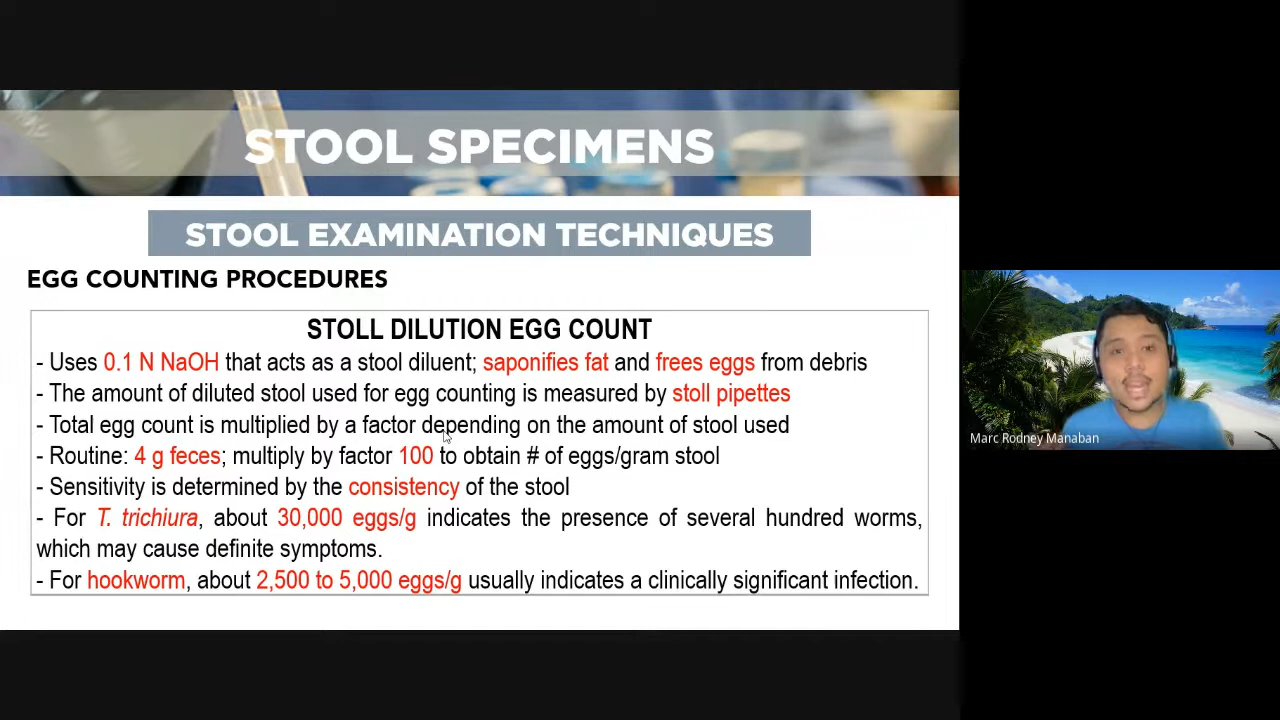 STOOL SPECIMENS
STOOL EXAMINATION TECHNIQUES
EGG COUNTING PROCEDURES
STOLL DILUTION EGG COUNT
- Uses 0.1 N NaOH that acts as a stool diluent; saponifies fat and frees eggs from debris
- The amount of diluted stool used for egg counting is measured by stoll pipettes
- Total egg count is multiplied by a factor depending on the amount of stool used
- Routine: 4 g feces; multiply by factor 100 to obtain # of eggs/gram stool
- Sensitivity is determined by the consistency of the stool
- For T. trichiura, about 30,000 eggs/g indicates the presence of several hundred worms,
which may cause definite symptoms.
- For hookworm, about 2,500 to 5,000 eggs/g usually indicates a clinically significant infection.
Marc Rodney Manaban